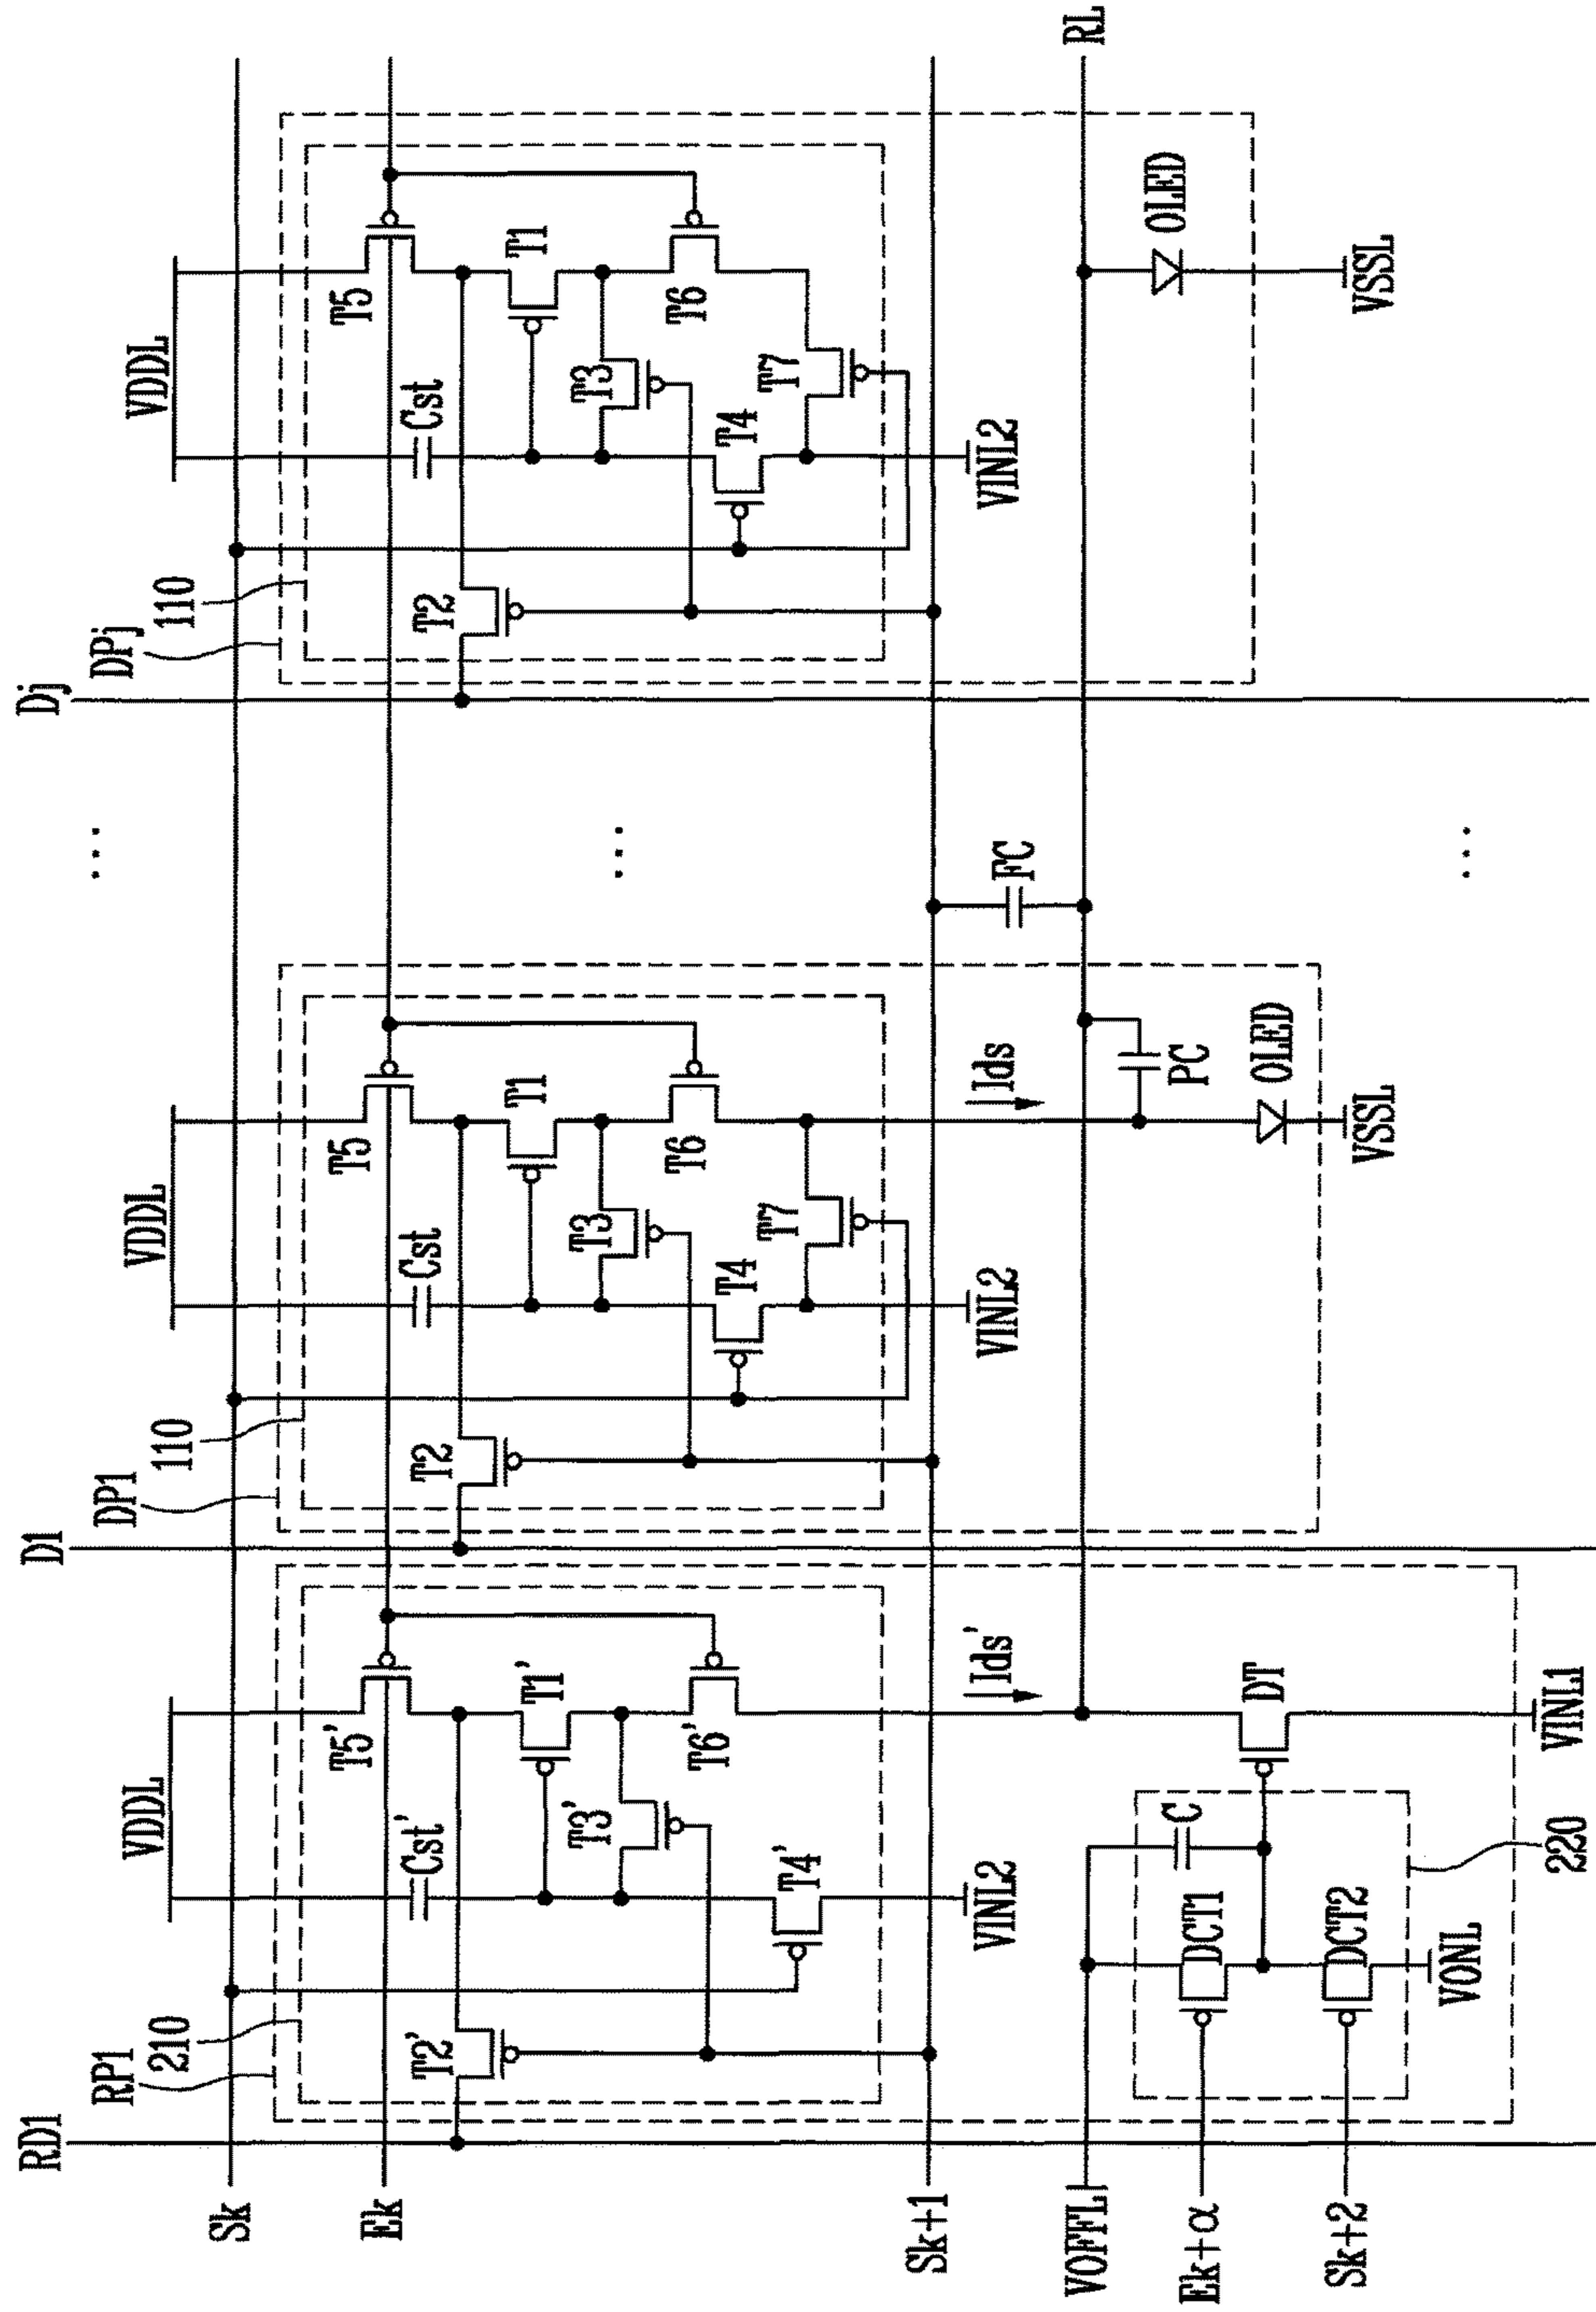 RD1
D1
Dj
RP1
210
DP1
110
DPj
110
VDDL
VDDL
VDDL
Sk
Ek
T5'
T5
T5
Cst'
Cst
Cst
T2'
T1'
T2
T1
T2
T1
T3'
T3
T3
T6'
T6
T6
T4'
T4
T7
T4
T7
Sk+1
VINL2
Ids'
VINL2
Ids
FC
VINL2
RL
VOFFL
Ek+α
Sk+2
C
DCT1
DCT2
DT
PC
OLED
OLED
VONL
VINL1
VSSL
VSSL
220
...
...
...